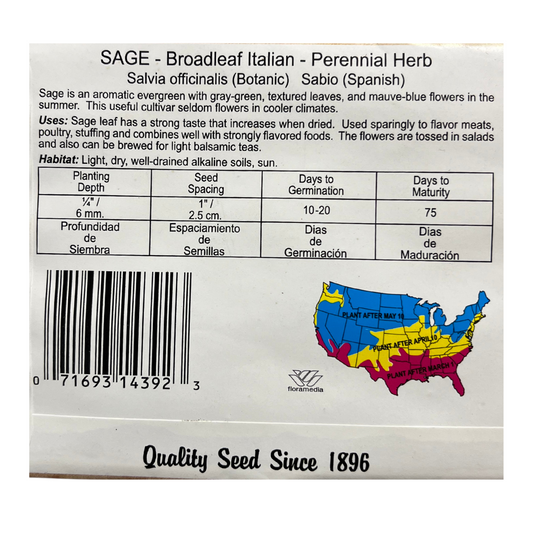 SAGE - Broadleaf Italian - Perennial Herb
Salvia officinalis (Botanic) Sabio (Spanish)
Sage is an aromatic evergreen with gray-green, textured leaves, and mauve-blue flowers in the
summer. This useful cultivar seldom flowers in cooler climates.
Uses: Sage leaf has a strong taste that increases when dried. Used sparingly to flavor meats,
poultry, stuffing and combines well with strongly flavored foods. The flowers are tossed in salads
and also can be brewed for light balsamic teas.
Habitat: Light, dry, well-drained alkaline soils, sun.
Planting Depth
Seed Spacing
Days to Germination
Days to Maturity
¼"/ 6 mm.
1"/ 2.5 cm.
10-20
75
Profundidad de Siembra
Espaciamiento de Semillas
Dias de Germinación
Dias de Maduración
PLANT AFTER MAY 10
PLANT AFTER APRIL 10
PLANT AFTER MARCH 1
0 71693 14392 3
floramedia
Quality Seed Since 1896